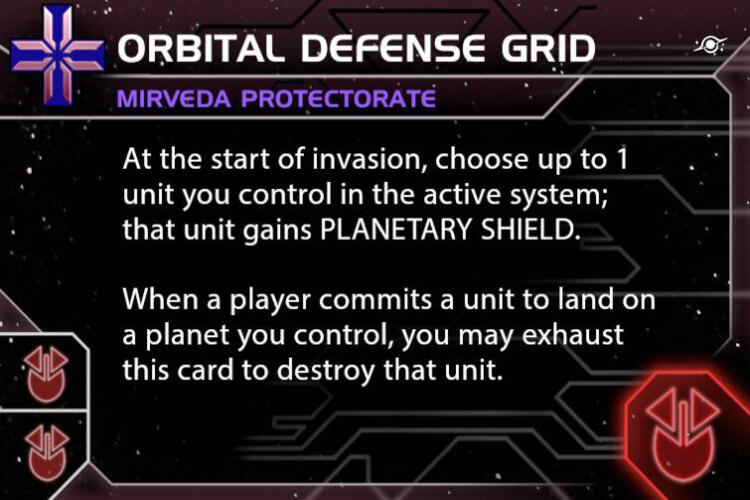 ORBITAL DEFENSE GRID
MIRVEDA PROTECTORATE
At the start of invasion, choose up to 1
unit you control in the active system;
that unit gains PLANETARY SHIELD.
When a player commits a unit to land on
a planet you control, you may exhaust
this card to destroy that unit.